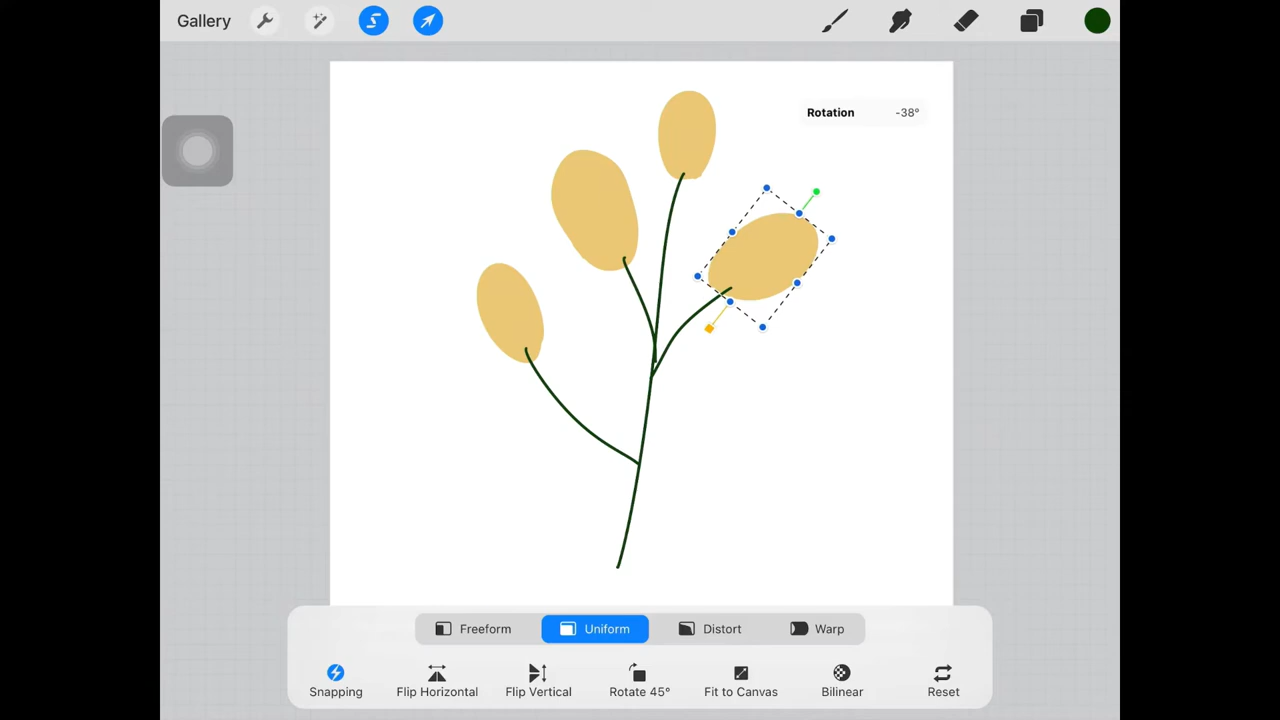 Gallery
Rotation -38°
Freeform Uniform Distort Warp
Snapping Flip Horizontal Flip Vertical Rotate 45° Fit to Canvas Bilinear Reset